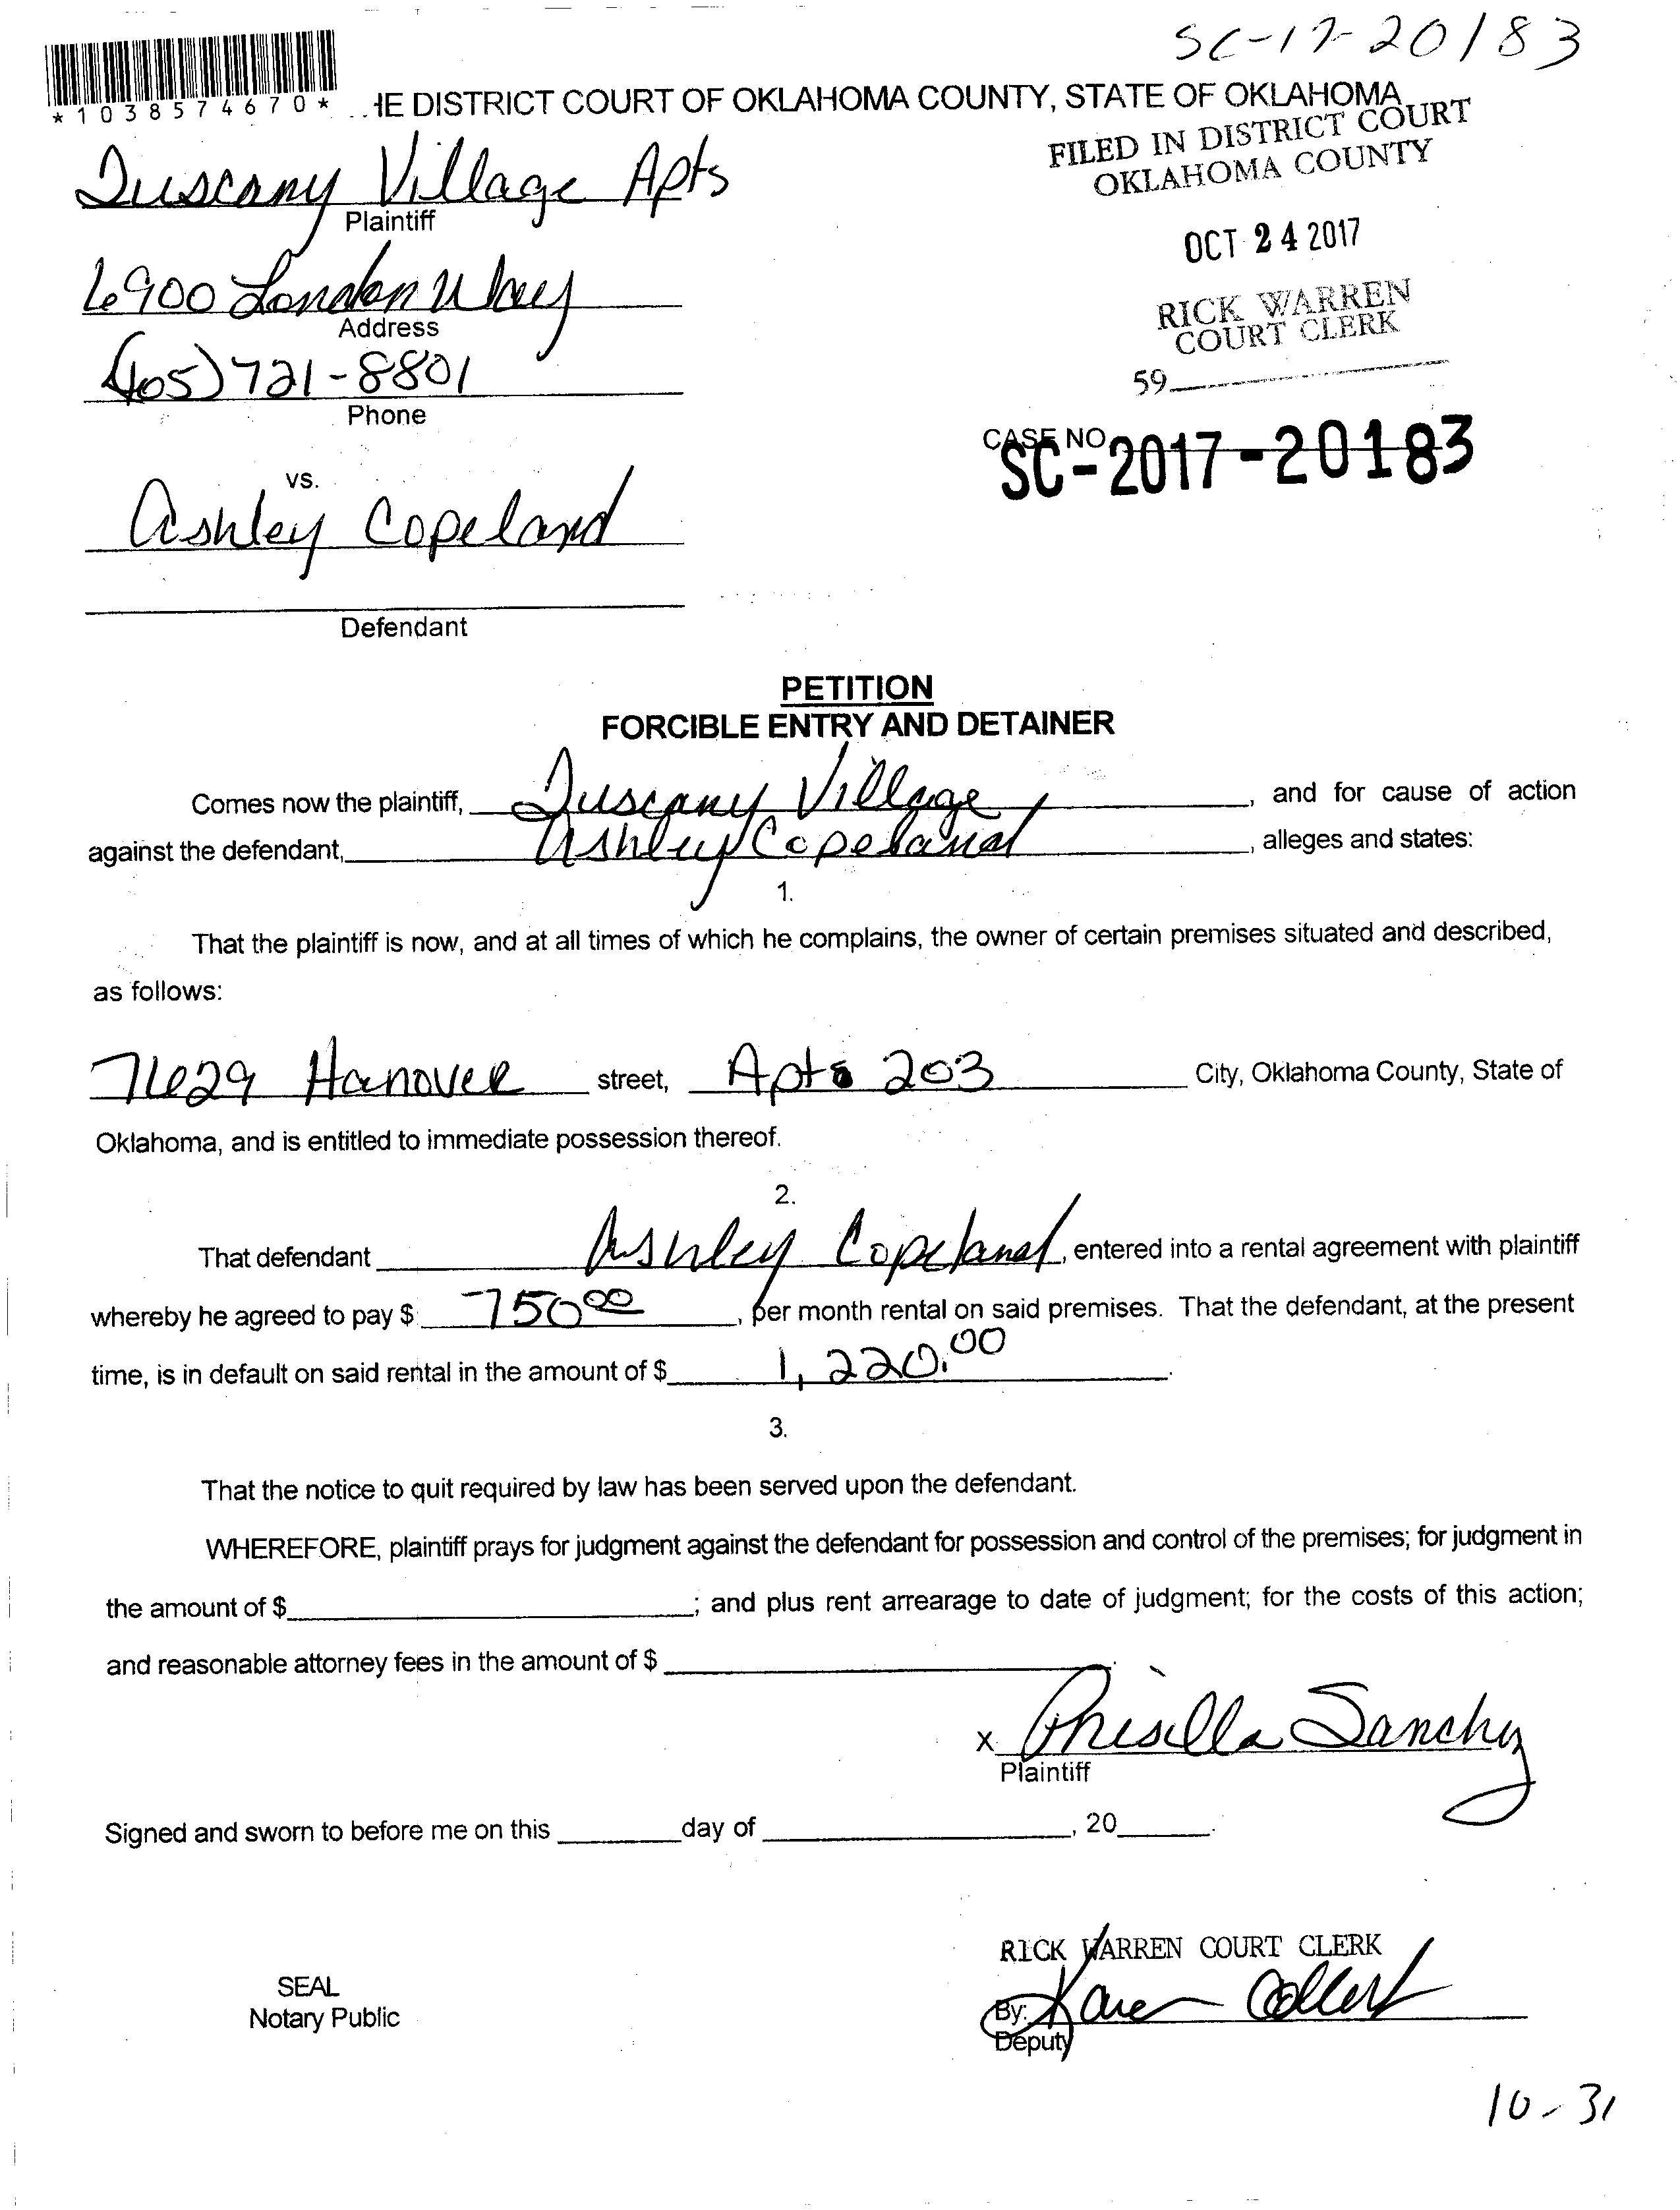 SC-17-20183
*1038574670*
HE DISTRICT COURT OF OKLAHOMA COUNTY, STATE OF OKLAHOMA
FILED IN DISTRICT COURT
OKLAHOMA COUNTY
Tuscany Village Apts
Plaintiff
OCT 24 2017
6900 London Way
Address
RICK WARREN
COURT CLERK
(405) 721-8801
Phone
59
CASE NO.
SC-2017-20183
vs.
Ashley Copeland
Defendant
PETITION
FORCIBLE ENTRY AND DETAINER
Comes now the plaintiff, Tuscany Village, and for cause of action
against the defendant, Ashley Copeland, alleges and states:
1.
That the plaintiff is now, and at all times of which he complains, the owner of certain premises situated and described,
as follows:
7629 Hanover street, Apts 203 City, Oklahoma County, State of
Oklahoma, and is entitled to immediate possession thereof.
2.
That defendant Ashley Copeland, entered into a rental agreement with plaintiff
whereby he agreed to pay $ 750 00, per month rental on said premises. That the defendant, at the present
time, is in default on said rental in the amount of $ 1,220.00.
3.
That the notice to quit required by law has been served upon the defendant.
WHEREFORE, plaintiff prays for judgment against the defendant for possession and control of the premises; for judgment in
the amount of $ ; and plus rent arrearage to date of judgment; for the costs of this action;
and reasonable attorney fees in the amount of $ .
x Prisilla Sanchez
Plaintiff
Signed and sworn to before me on this day of , 20 .
RICK WARREN COURT CLERK
SEAL
Notary Public
By: Karen Collert
Deputy
10-31